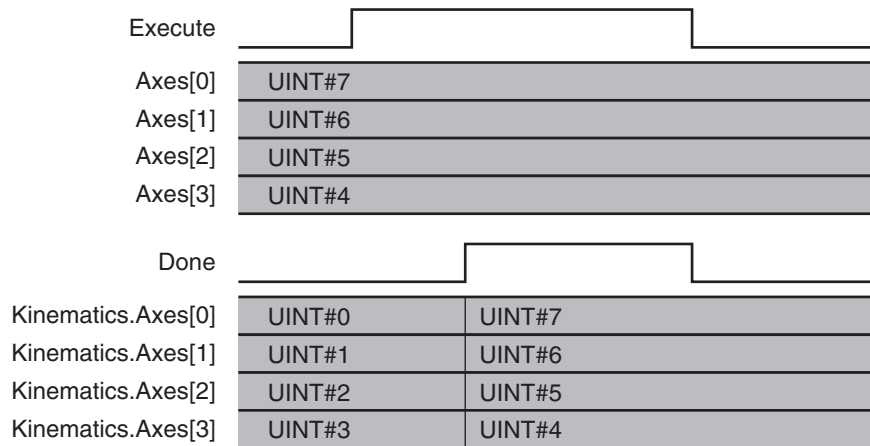 Execute
Axes[0] UINT#7
Axes[1] UINT#6
Axes[2] UINT#5
Axes[3] UINT#4
Done
Kinematics.Axes[0] UINT#0 UINT#7
Kinematics.Axes[1] UINT#1 UINT#6
Kinematics.Axes[2] UINT#2 UINT#5
Kinematics.Axes[3] UINT#3 UINT#4